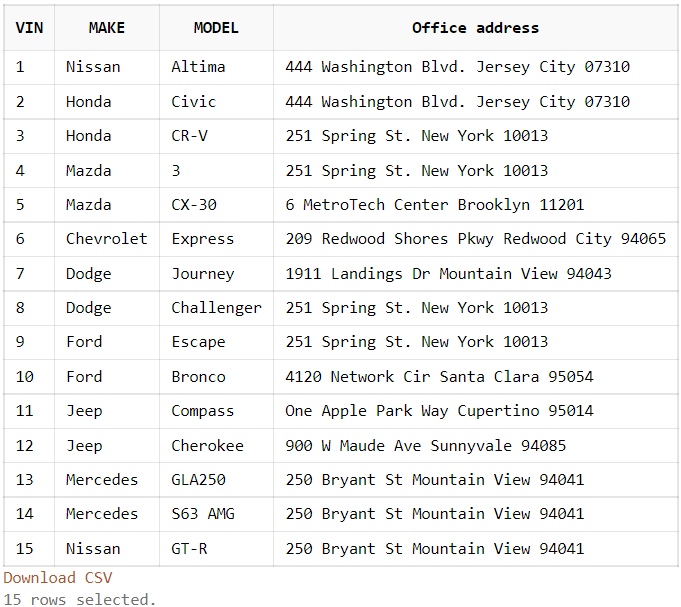 VIN MAKE MODEL Office address
1 Nissan Altima 444 Washington Blvd. Jersey City 07310
2 Honda Civic 444 Washington Blvd. Jersey City 07310
3 Honda CR-V 251 Spring St. New York 10013
4 Mazda 3 251 Spring St. New York 10013
5 Mazda CX-30 6 MetroTech Center Brooklyn 11201
6 Chevrolet Express 209 Redwood Shores Pkwy Redwood City 94065
7 Dodge Journey 1911 Landings Dr Mountain View 94043
8 Dodge Challenger 251 Spring St. New York 10013
9 Ford Escape 251 Spring St. New York 10013
10 Ford Bronco 4120 Network Cir Santa Clara 95054
11 Jeep Compass One Apple Park Way Cupertino 95014
12 Jeep Cherokee 900 W Maude Ave Sunnyvale 94085
13 Mercedes GLA250 250 Bryant St Mountain View 94041
14 Mercedes S63 AMG 250 Bryant St Mountain View 94041
15 Nissan GT-R 250 Bryant St Mountain View 94041
Download CSV
15 rows selected.